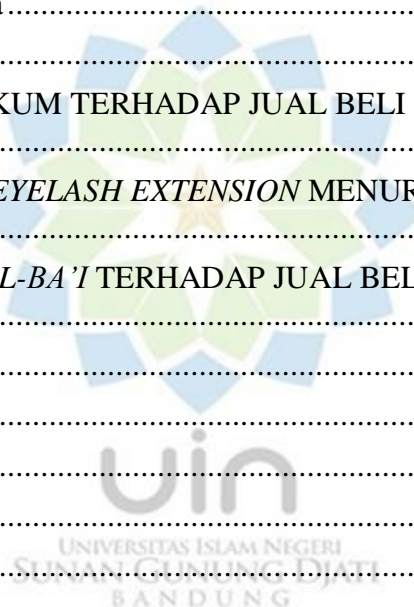 a ..................................................
..................................................
KUM TERHADAP JUAL BELI
..................................................
EYELASH EXTENSION MENUR
..................................................
L-BA’I TERHADAP JUAL BEL
..................................................
..................................................
..................................................
..................................................
uin
..................................................
UNIVERSITAS ISLAM NEGERI
SUNAN GUNUNG DJATI
..................................................
BANDUNG